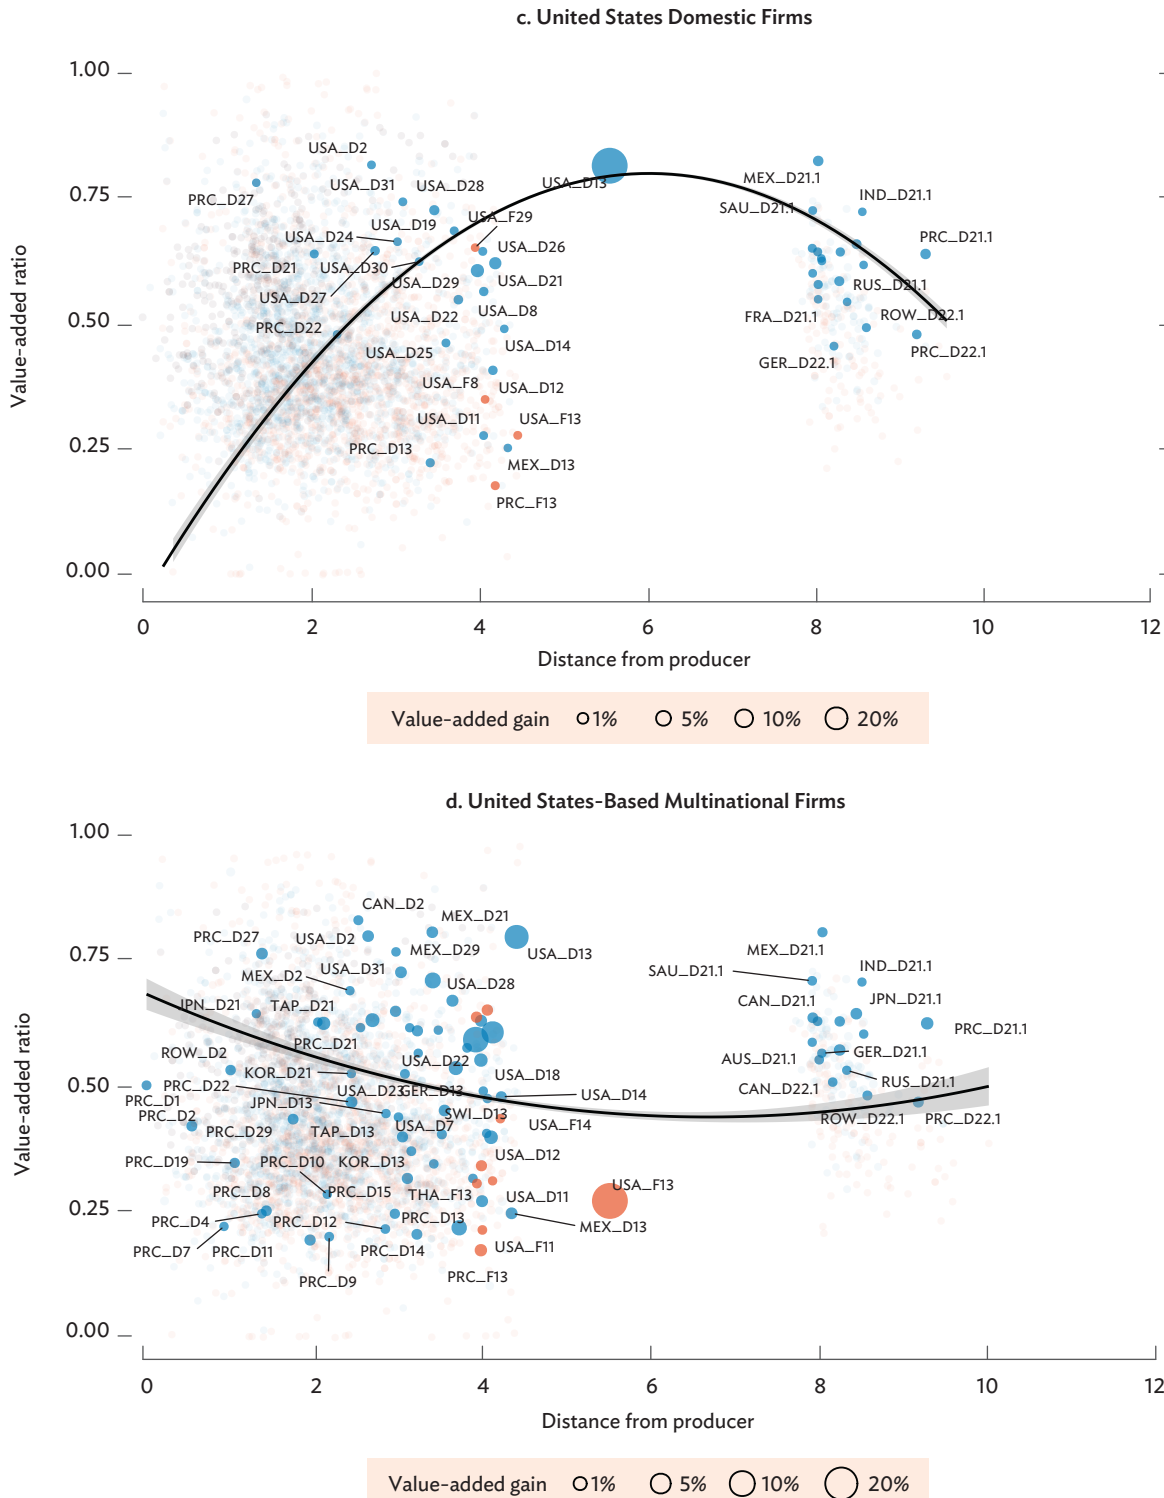 c. United States Domestic Firms
1.00
USA_D2
USA_D31
USA_D28
USA_D13
MEX_D21.1
IND_D21.1
0.75
PRC_D27
SAU_D21.1
USA_D19
USA_F29
USA_D24
USA_D26
PRC_D21.1
PRC_D21
USA_D30
USA_D29
USA_D21
RUS_D21.1
USA_D27
0.50
PRC_D22
USA_D22
USA_D8
FRA_D21.1
ROW_D22.1
USA_D25
USA_D14
GER_D22.1
PRC_D22.1
USA_F8
USA_D12
USA_D11
USA_F13
0.25
PRC_D13
MEX_D13
PRC_F13
0.00
Value-added ratio
0 2 4 6 8 10 12
Distance from producer
Value-added gain 1% 5% 10% 20%
d. United States-Based Multinational Firms
1.00
CAN_D2
MEX_D21
PRC_D27
USA_D2
MEX_D29
USA_D13
MEX_D21.1
0.75
MEX_D2
USA_D31
USA_D28
SAU_D21.1
IND_D21.1
JPN_D21
TAP_D21
CAN_D21.1
JPN_D21.1
PRC_D21.1
PRC_D21
ROW_D2
KOR_D21
USA_D22
USA_D18
AUS_D21.1
GER_D21.1
0.50
PRC_D22
USA_D23
GER_D13
USA_D14
CAN_D22.1
RUS_D21.1
PRC_D1
JPN_D13
SWI_D13
PRC_D2
PRC_D29
TAP_D13
USA_D7
USA_F14
ROW_D22.1
PRC_D22.1
USA_D12
PRC_D19
PRC_D10
KOR_D13
PRC_D8
PRC_D15
THA_F13
USA_D11
USA_F13
0.25
PRC_D4
PRC_D12
PRC_D13
MEX_D13
PRC_D7
PRC_D11
PRC_D14
USA_F11
PRC_D9
PRC_F13
0.00
Value-added ratio
0 2 4 6 8 10 12
Distance from producer
Value-added gain 1% 5% 10% 20%